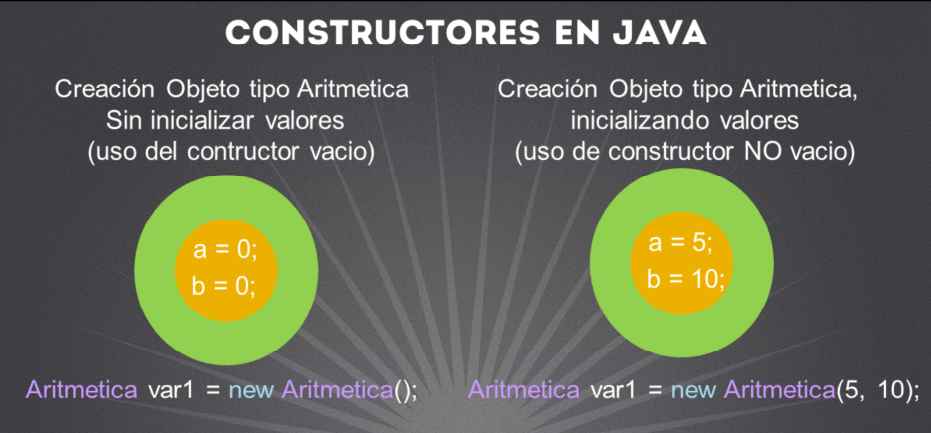 CONSTRUCTORES EN JAVA
Creación Objeto tipo Aritmetica
Sin inicializar valores
(uso del contructor vacio)
a = 0;
b = 0;
Aritmetica var1 = new Aritmetica();
Creación Objeto tipo Aritmetica,
inicializando valores
(uso de constructor NO vacio)
a = 5;
b = 10;
Aritmetica var1 = new Aritmetica(5, 10);